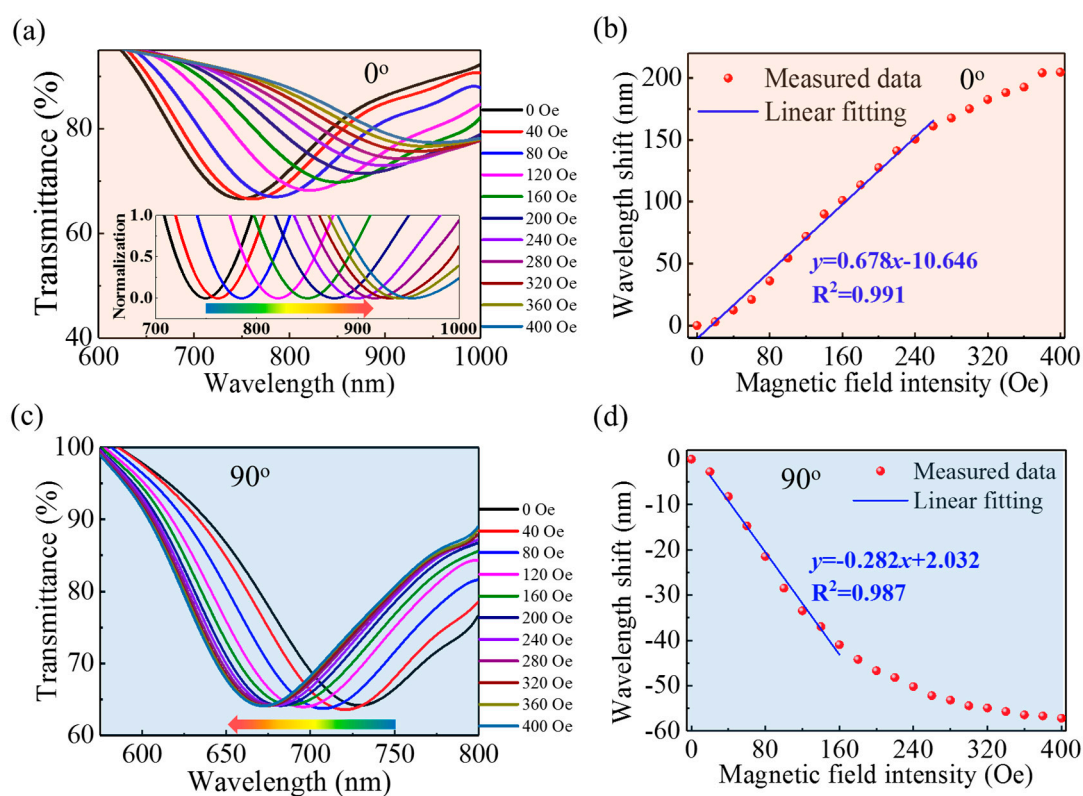 (a)
0o
Transmittance (%)
80
60
40
600 700 800 900 1000
Wavelength (nm)
0 Oe
40 Oe
80 Oe
120 Oe
160 Oe
200 Oe
240 Oe
280 Oe
320 Oe
360 Oe
400 Oe
Normalization
1.0
0.5
0.0
700 800 900 1000
(b)
Measured data 0o
Linear fitting
Wavelength shift (nm)
200
150
100
50
0
y=0.678x-10.646
R2=0.991
0 80 160 240 320 400
Magnetic field intensity (Oe)
(c)
90o
Transmittance (%)
100
90
80
70
60
600 650 700 750 800
Wavelength (nm)
0 Oe
40 Oe
80 Oe
120 Oe
160 Oe
200 Oe
240 Oe
280 Oe
320 Oe
360 Oe
400 Oe
(d)
90o Measured data
Linear fitting
Wavelength shift (nm)
0
-10
-20
-30
-40
-50
-60
y=-0.282x+2.032
R2=0.987
0 80 160 240 320 400
Magnetic field intensity (Oe)